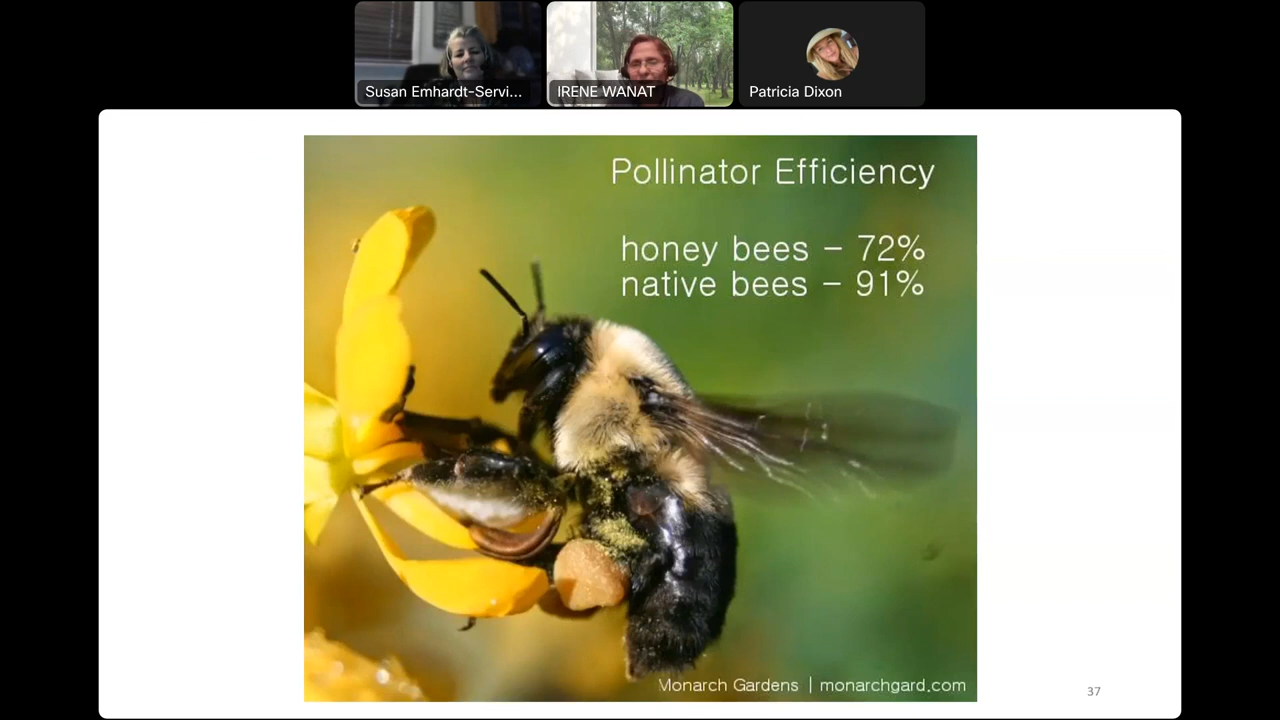 Susan Emhardt-Servi...
IRENE WANAT
Patricia Dixon
Pollinator Efficiency
honey bees – 72%
native bees – 91%
Monarch Gardens | monarchgard.com
37